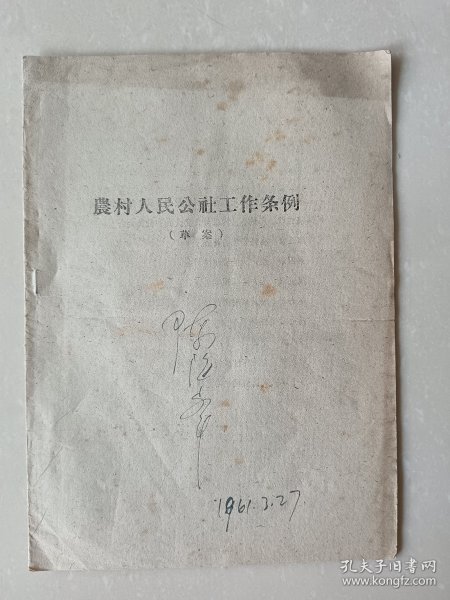 農村人民公社工作条例
（草案）
1961.3.27
孔夫子旧书网
www.kongfz.com